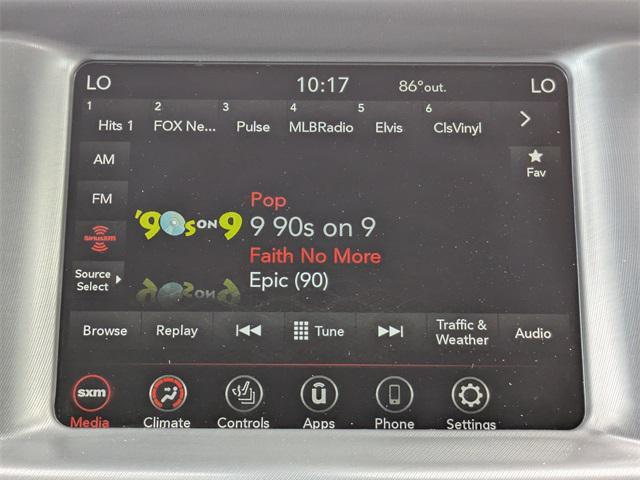 LO 10:17 86°out. LO
1 2 3 4 5 6
Hits 1 FOX Ne... Pulse MLBRadio Elvis ClsVinyl
AM
Fav
FM
Pop
'90s ON 9
9 90s on 9
SiriusXM
Faith No More
Source
Select
Epic (90)
Browse Replay Tune Traffic &
Weather
Audio
sxm
Media Climate Controls Apps Phone Settings